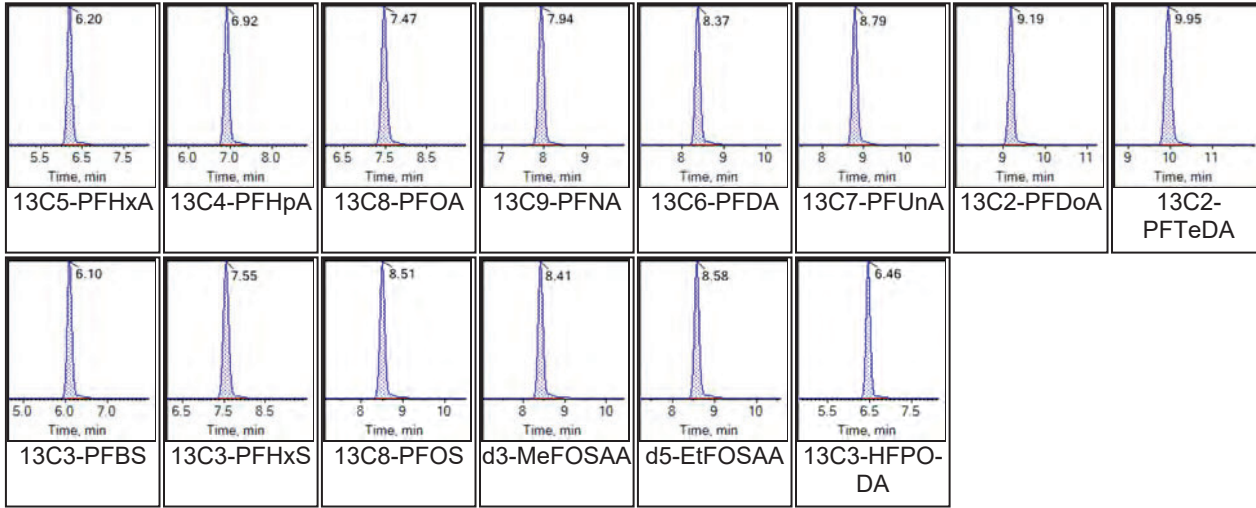 6.20
5.5 6.5 7.5
Time, min
13C5-PFHxA
6.92
6.0 7.0 8.0
Time, min
13C4-PFHpA
7.47
6.5 7.5 8.5
Time, min
13C8-PFOA
7.94
7 8 9
Time, min
13C9-PFNA
8.37
8 9 10
Time, min
13C6-PFDA
8.79
8 9 10
Time, min
13C7-PFUnA
9.19
9 10 11
Time, min
13C2-PFDoA
9.95
9 10 11
Time, min
13C2-
PFTeDA
6.10
5.0 6.0 7.0
Time, min
13C3-PFBS
7.55
6.5 7.5 8.5
Time, min
13C3-PFHxS
8.51
8 9 10
Time, min
13C8-PFOS
8.41
8 9 10
Time, min
d3-MeFOSAA
8.58
8 9 10
Time, min
d5-EtFOSAA
6.46
5.5 6.5 7.5
Time, min
13C3-HFPO-
DA